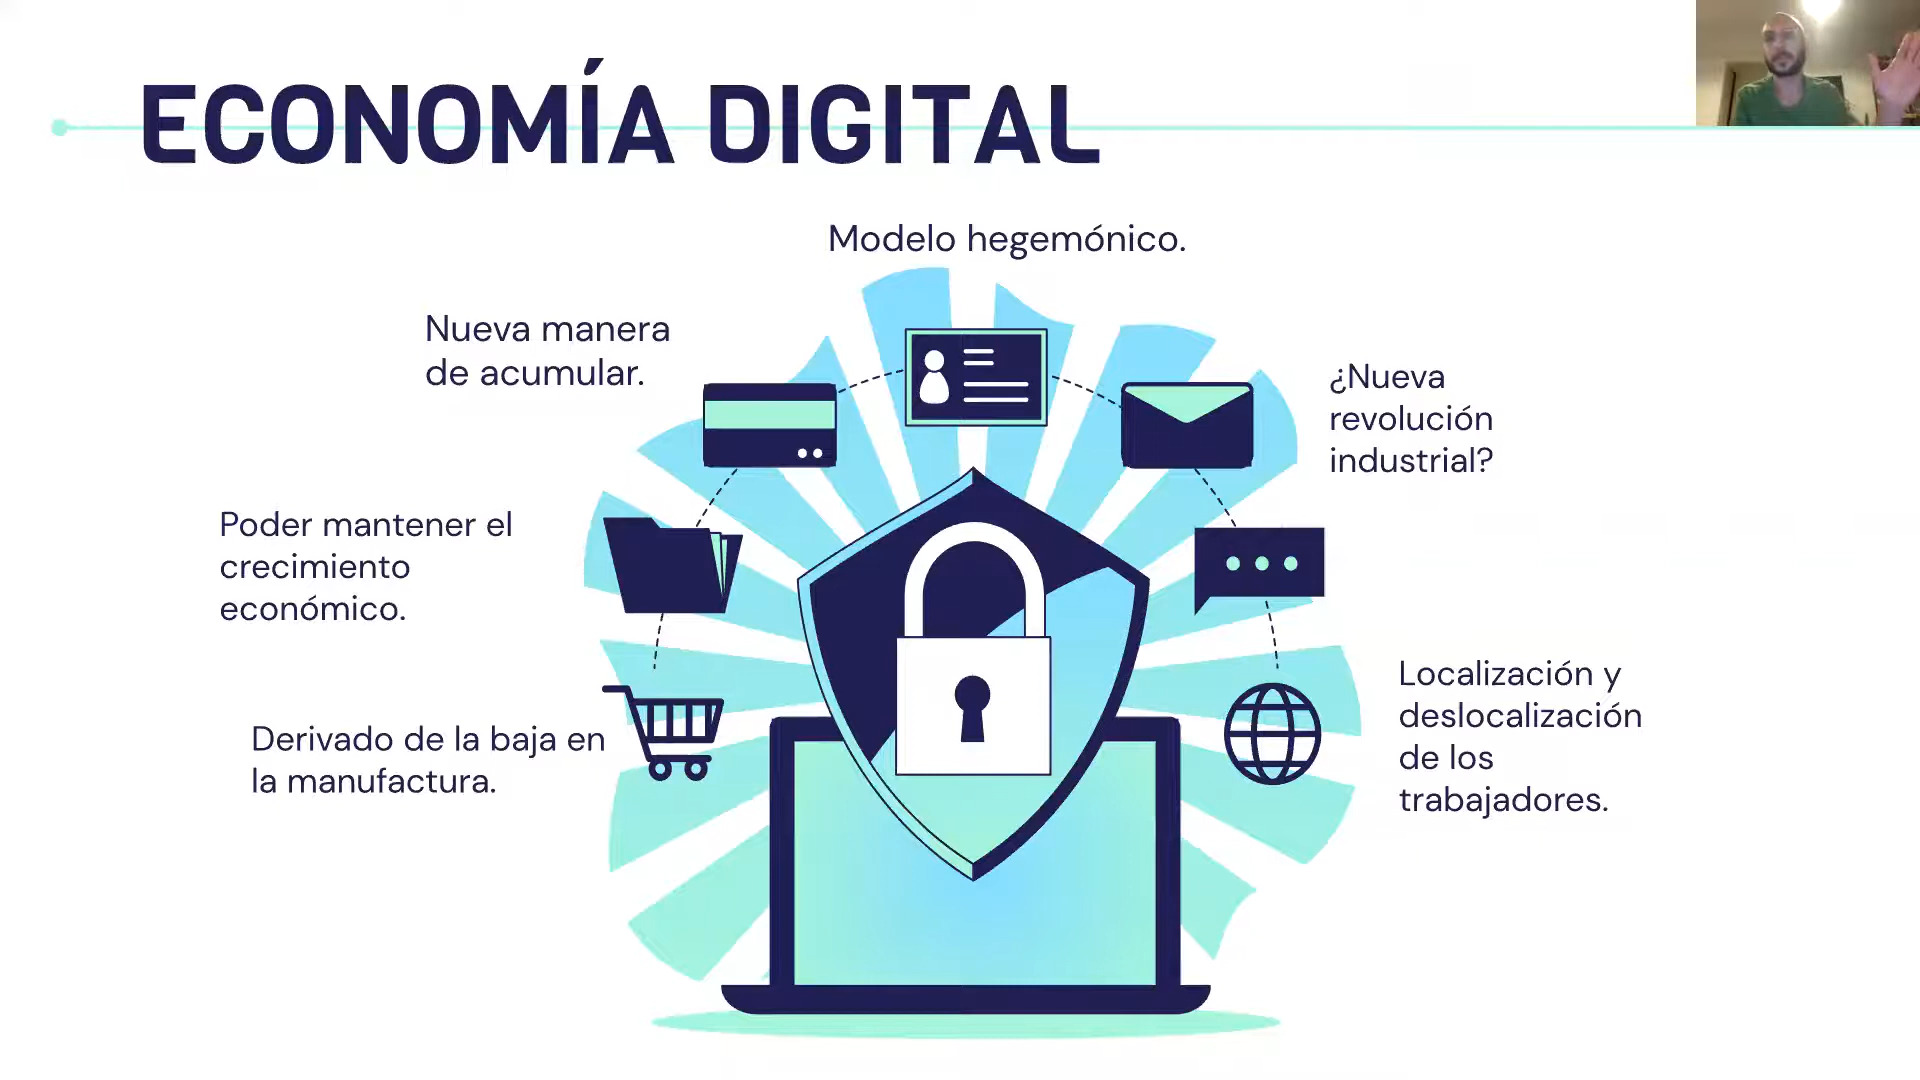 ECONOMÍA DIGITAL
Modelo hegemónico.
Nueva manera
de acumular.
¿Nueva
revolución
industrial?
Poder mantener el
crecimiento
económico.
Localización y
deslocalización
de los
trabajadores.
Derivado de la baja en
la manufactura.